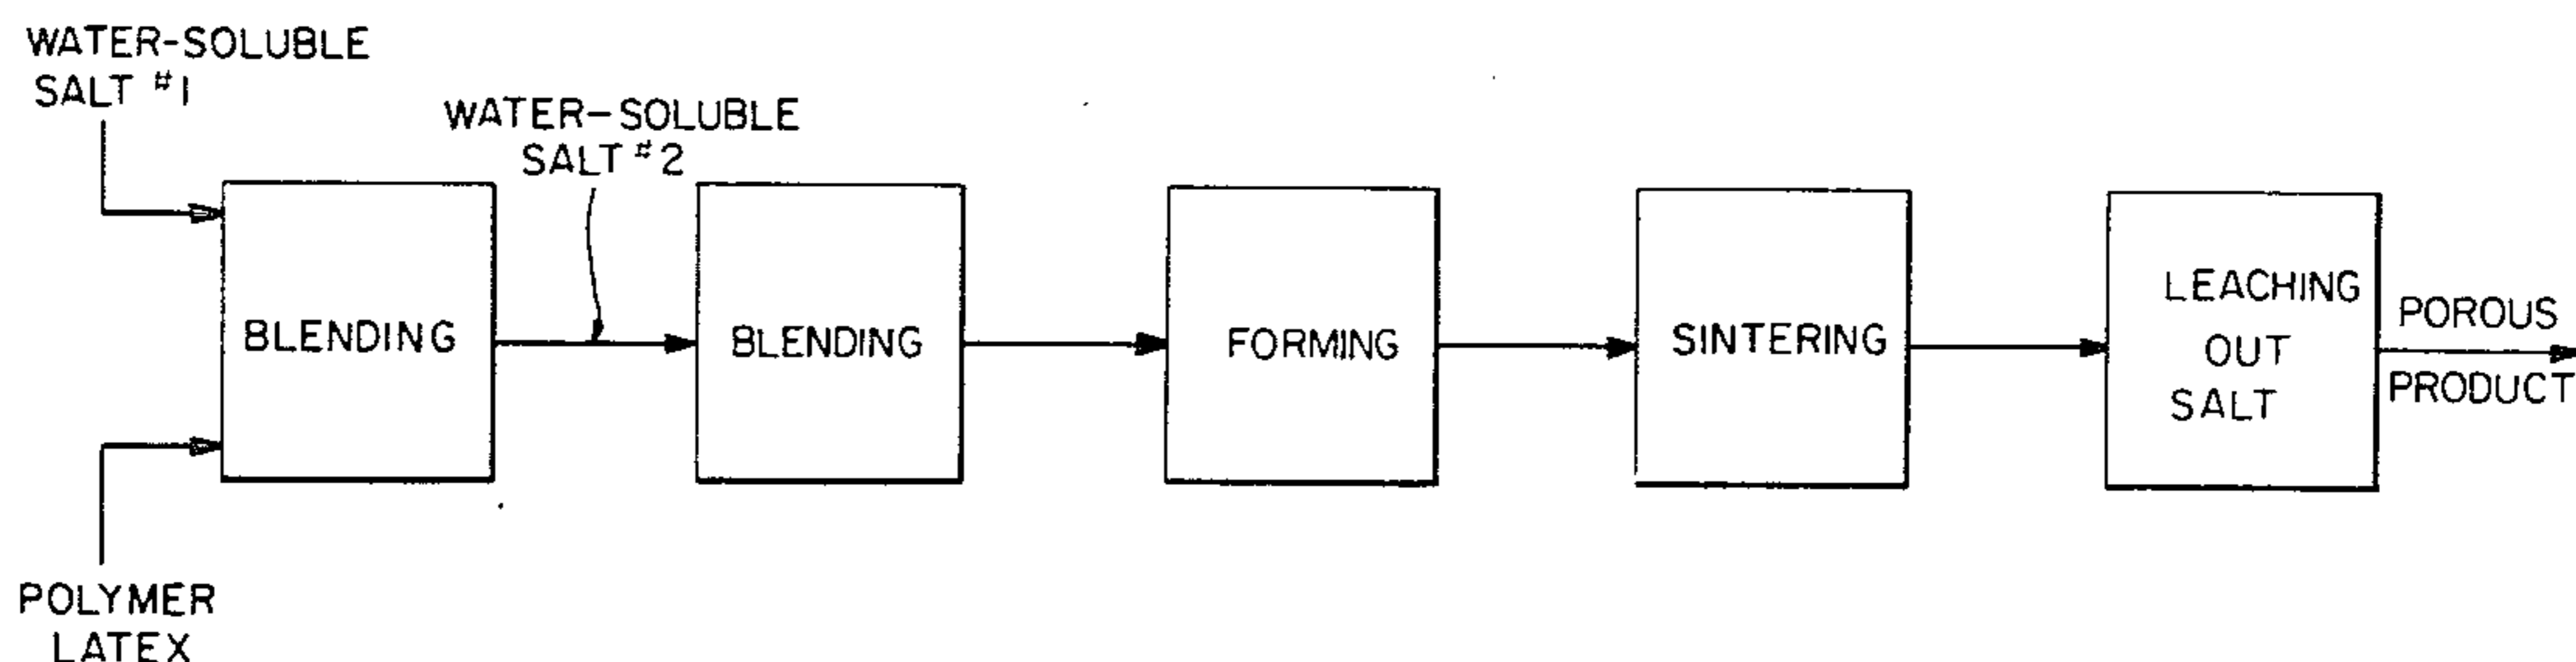 WATER-SOLUBLE
SALT #1
WATER-SOLUBLE
SALT #2
BLENDING
BLENDING
FORMING
SINTERING
LEACHING
OUT
SALT
POROUS
PRODUCT
POLYMER
LATEX